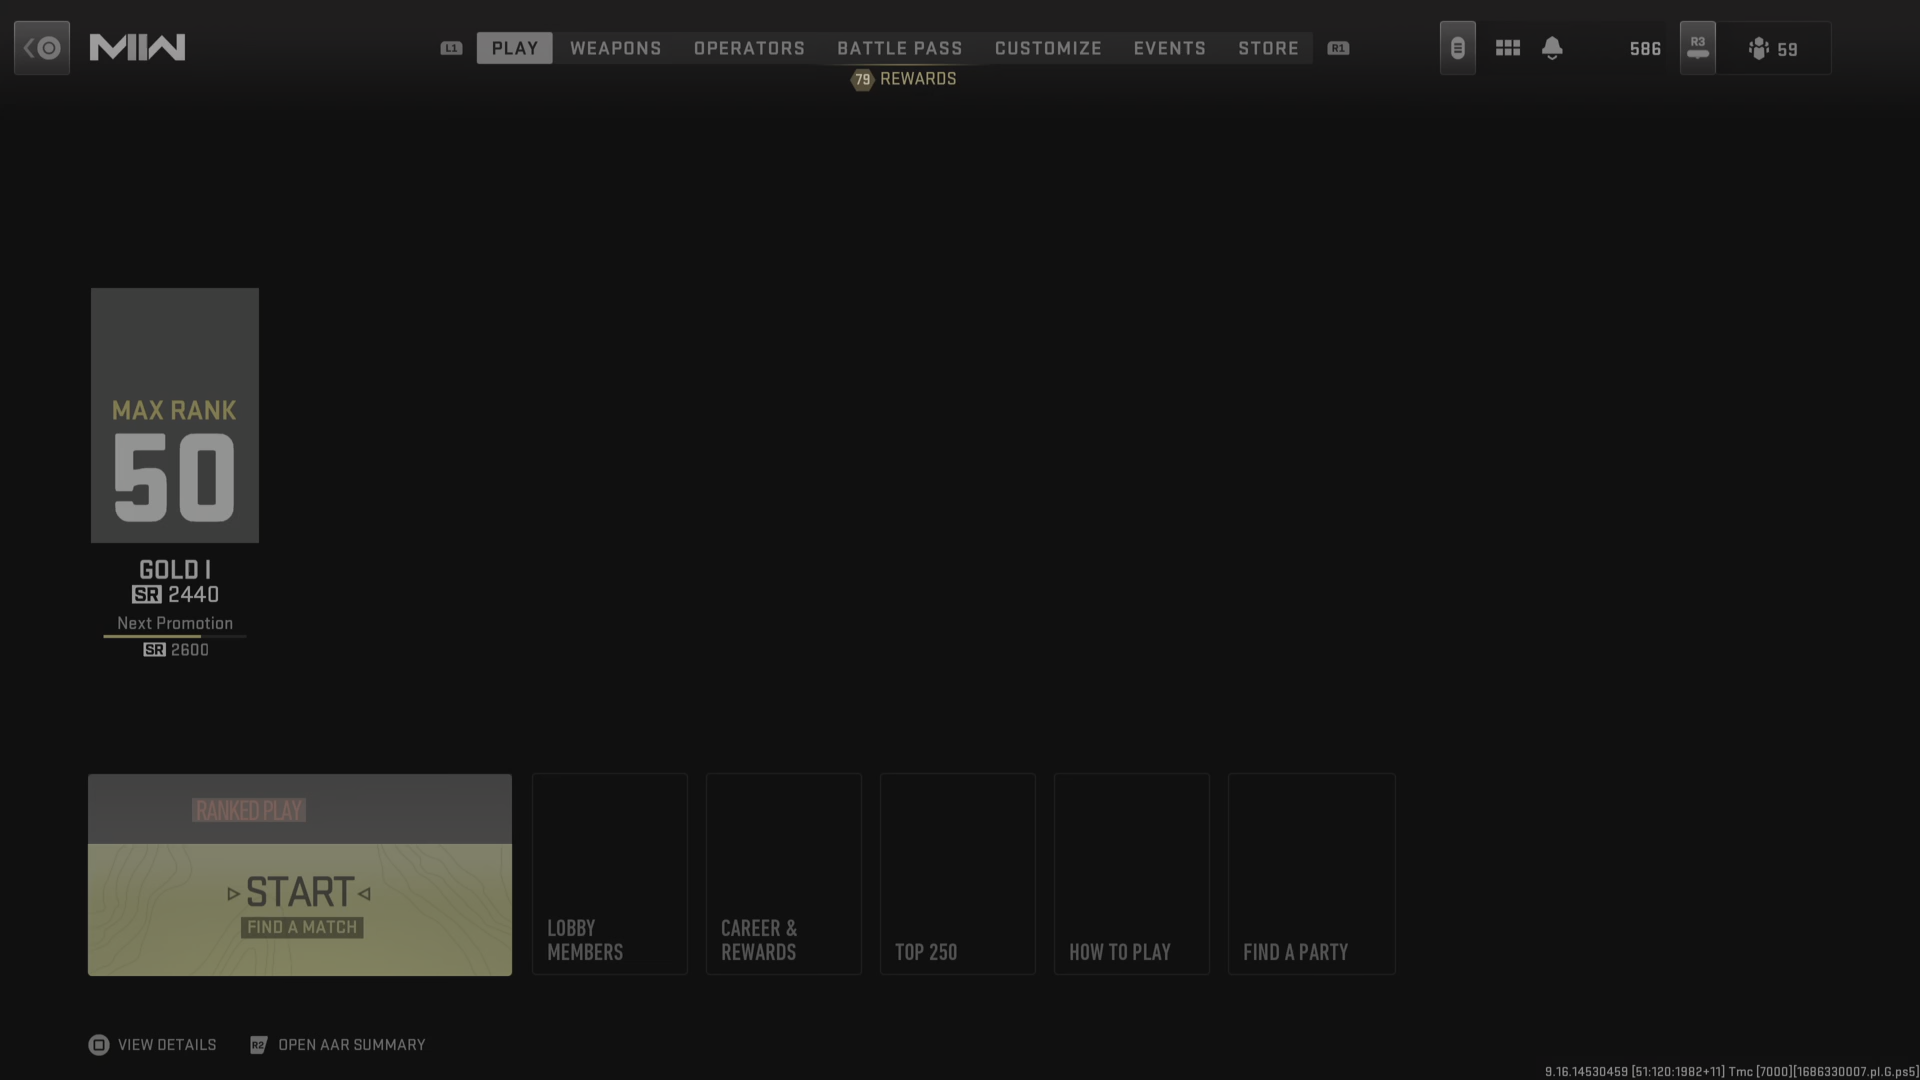 MW
L1 PLAY WEAPONS OPERATORS BATTLE PASS CUSTOMIZE EVENTS STORE R1
586
R3
59
79 REWARDS
MAX RANK
50
GOLD I
SR 2440
Next Promotion
SR 2600
RANKED PLAY
START
FIND A MATCH
LOBBY
MEMBERS
CAREER &
REWARDS
TOP 250
HOW TO PLAY
FIND A PARTY
VIEW DETAILS
R2 OPEN AAR SUMMARY
9.16.14530459 [51:120:1982+11] Tmc [7000][1686330007.pl.G.ps5]